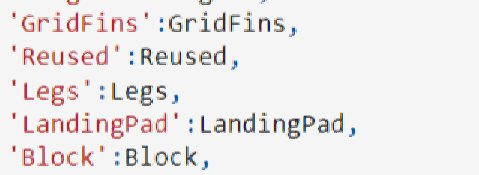 'GridFins':GridFins,
'Reused':Reused,
'Legs':Legs,
'LandingPad':LandingPad,
'Block':Block,